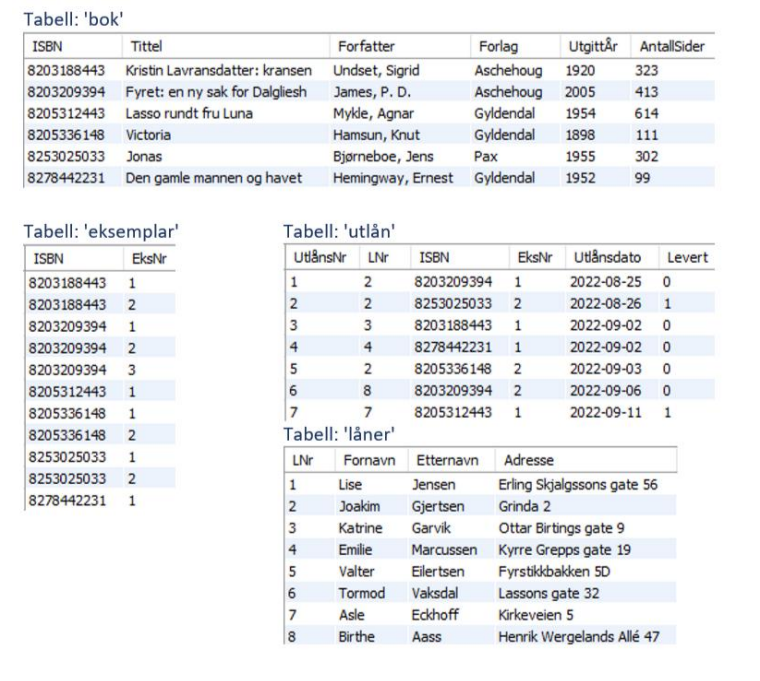 Tabell: 'bok'
ISBN Tittel Forfatter Forlag UtgittÅr AntallSider
8203188443 Kristin Lavransdatter: kransen Undset, Sigrid Aschehoug 1920 323
8203209394 Fyret: en ny sak for Dalgliesh James, P. D. Aschehoug 2005 413
8205312443 Lasso rundt fru Luna Mykle, Agnar Gyldendal 1954 614
8205336148 Victoria Hamsun, Knut Gyldendal 1898 111
8253025033 Jonas Bjørneboe, Jens Pax 1955 302
8278442231 Den gamle mannen og havet Hemingway, Ernest Gyldendal 1952 99
Tabell: 'eksemplar'
ISBN EksNr
8203188443 1
8203188443 2
8203209394 1
8203209394 2
8203209394 3
8205312443 1
8205336148 1
8205336148 2
8253025033 1
8253025033 2
8278442231 1
Tabell: 'utlån'
UtlånsNr LNr ISBN EksNr Utlånsdato Levert
1 2 8203209394 1 2022-08-25 0
2 2 8253025033 2 2022-08-26 1
3 3 8203188443 1 2022-09-02 0
4 4 8278442231 1 2022-09-02 0
5 2 8205336148 2 2022-09-03 0
6 8 8203209394 2 2022-09-06 0
7 7 8205312443 1 2022-09-11 1
Tabell: 'låner'
LNr Fornavn Etternavn Adresse
1 Lise Jensen Erling Skjalgssons gate 56
2 Joakim Gjertsen Grinda 2
3 Katrine Garvik Ottar Birtings gate 9
4 Emilie Marcussen Kyrre Grepps gate 19
5 Valter Eilertsen Fyrstikkbakken 5D
6 Tormod Vaksdal Lassons gate 32
7 Asle Eckhoff Kirkeveien 5
8 Birthe Aass Henrik Wergelands Allé 47